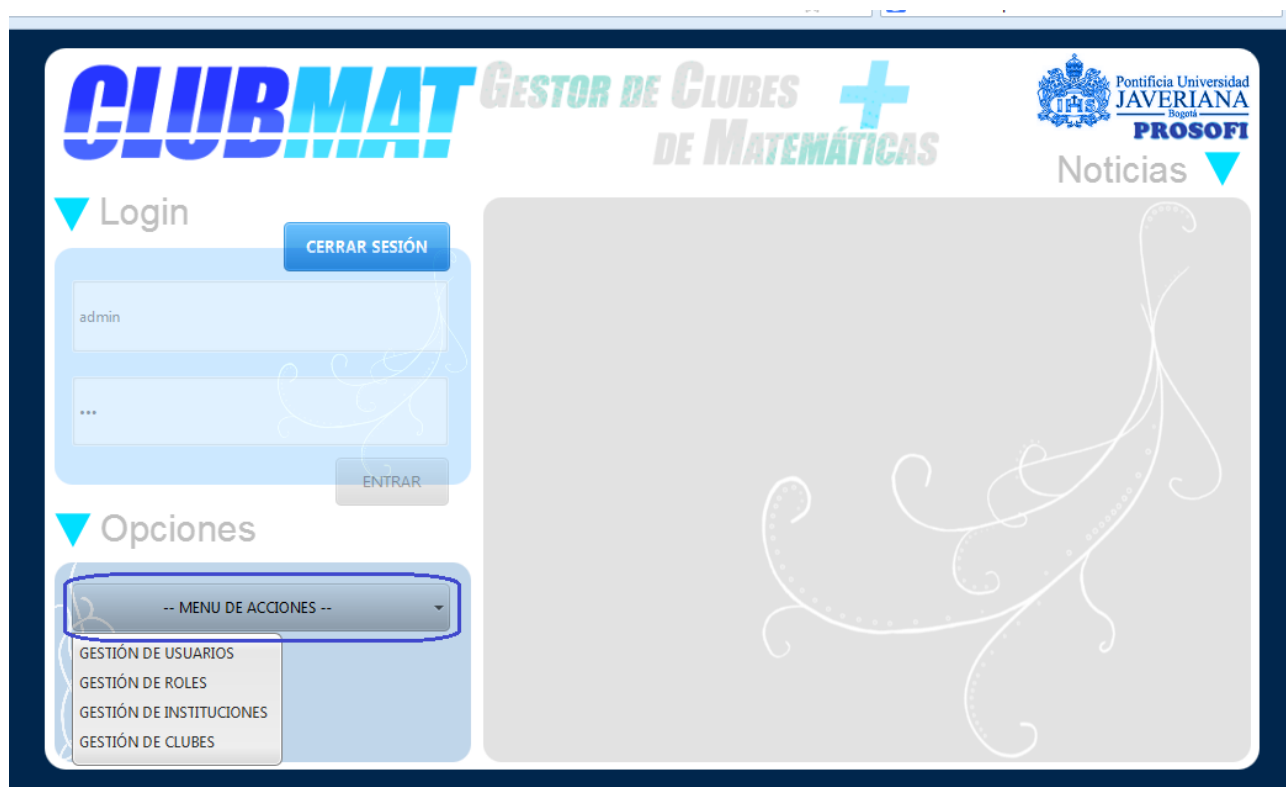 CLUBMAT
GESTOR DE CLUBES
DE MATEMÁTICAS
Pontificia Universidad
JAVERIANA
Bogotá
PROSOFI
Noticias
Login
CERRAR SESIÓN
admin
•••
ENTRAR
Opciones
-- MENU DE ACCIONES --
GESTIÓN DE USUARIOS
GESTIÓN DE ROLES
GESTIÓN DE INSTITUCIONES
GESTIÓN DE CLUBES